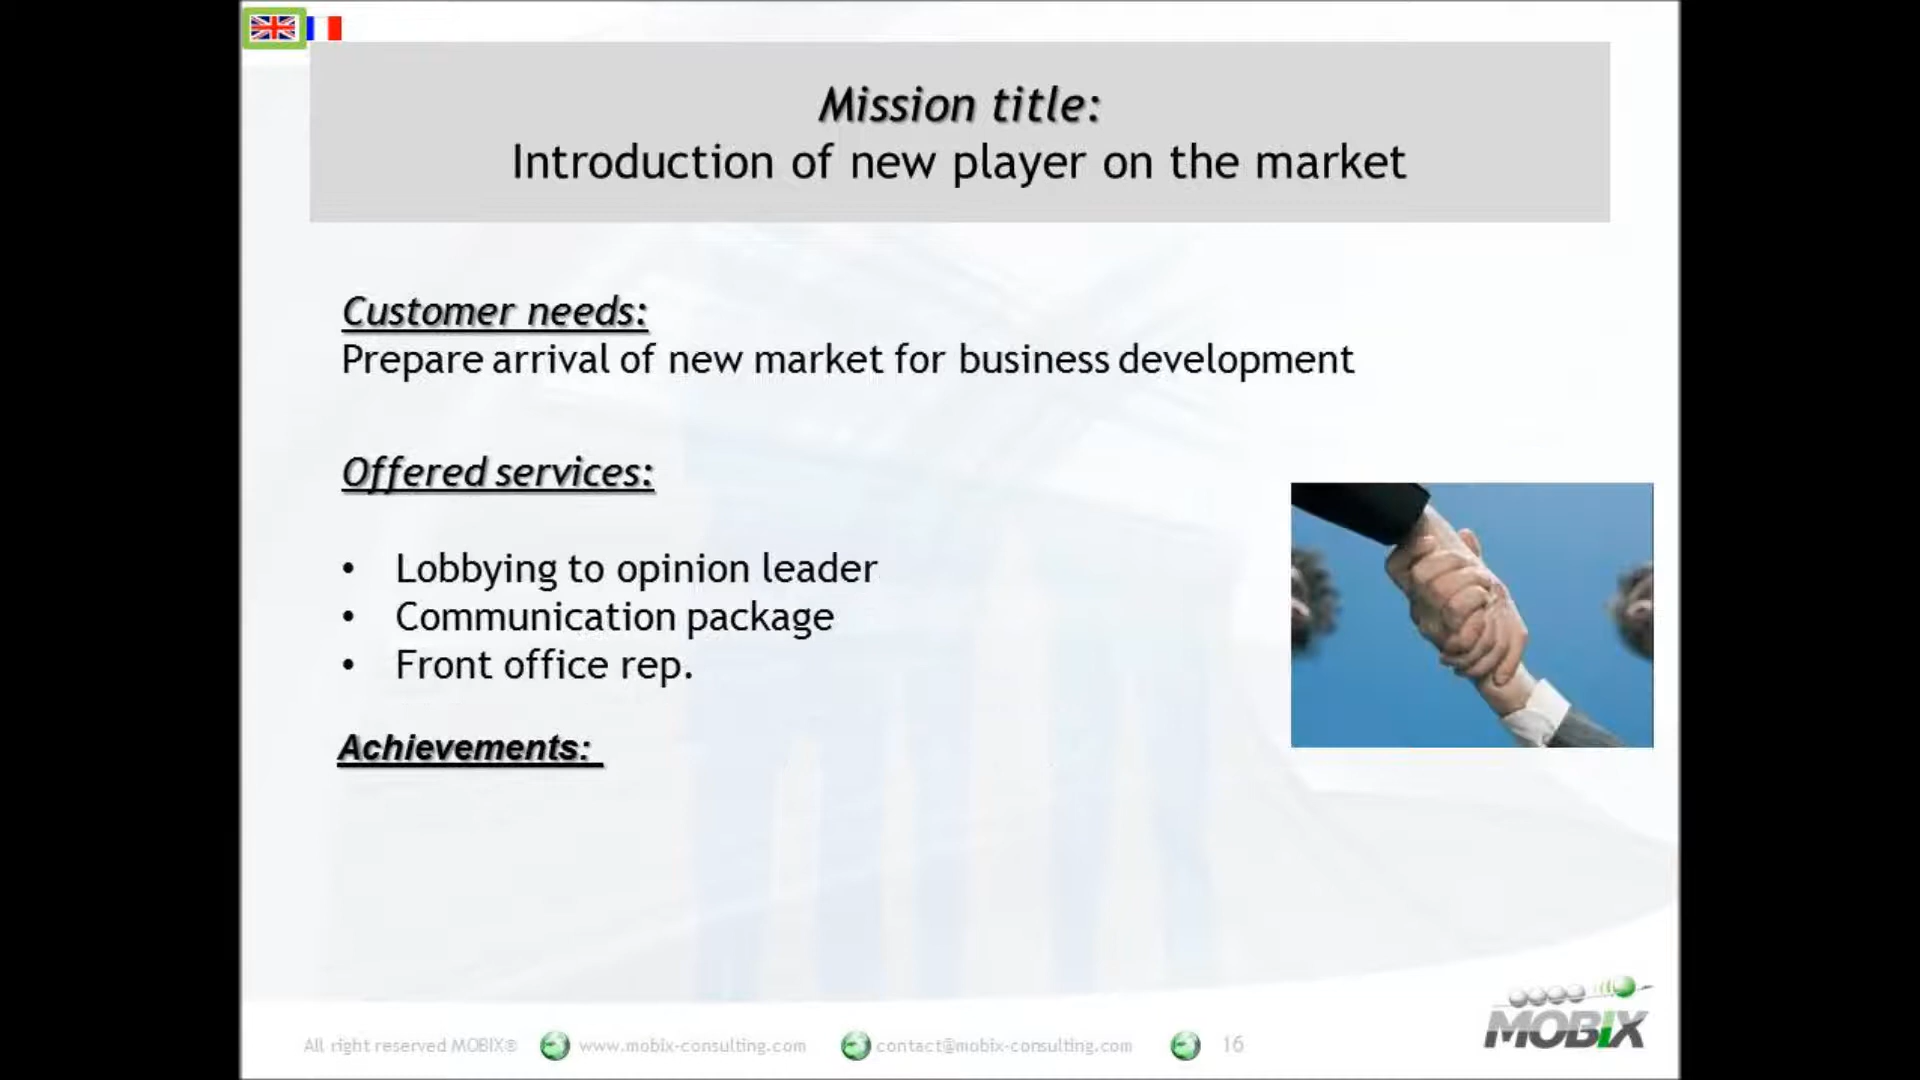 Mission title:
Introduction of new player on the market
Customer needs:
Prepare arrival of new market for business development
Offered services:
• Lobbying to opinion leader
• Communication package
• Front office rep.
Achievements:
MOBIX
All right reserved MOBIX® www.mobix-consulting.com contact@mobix-consulting.com 16